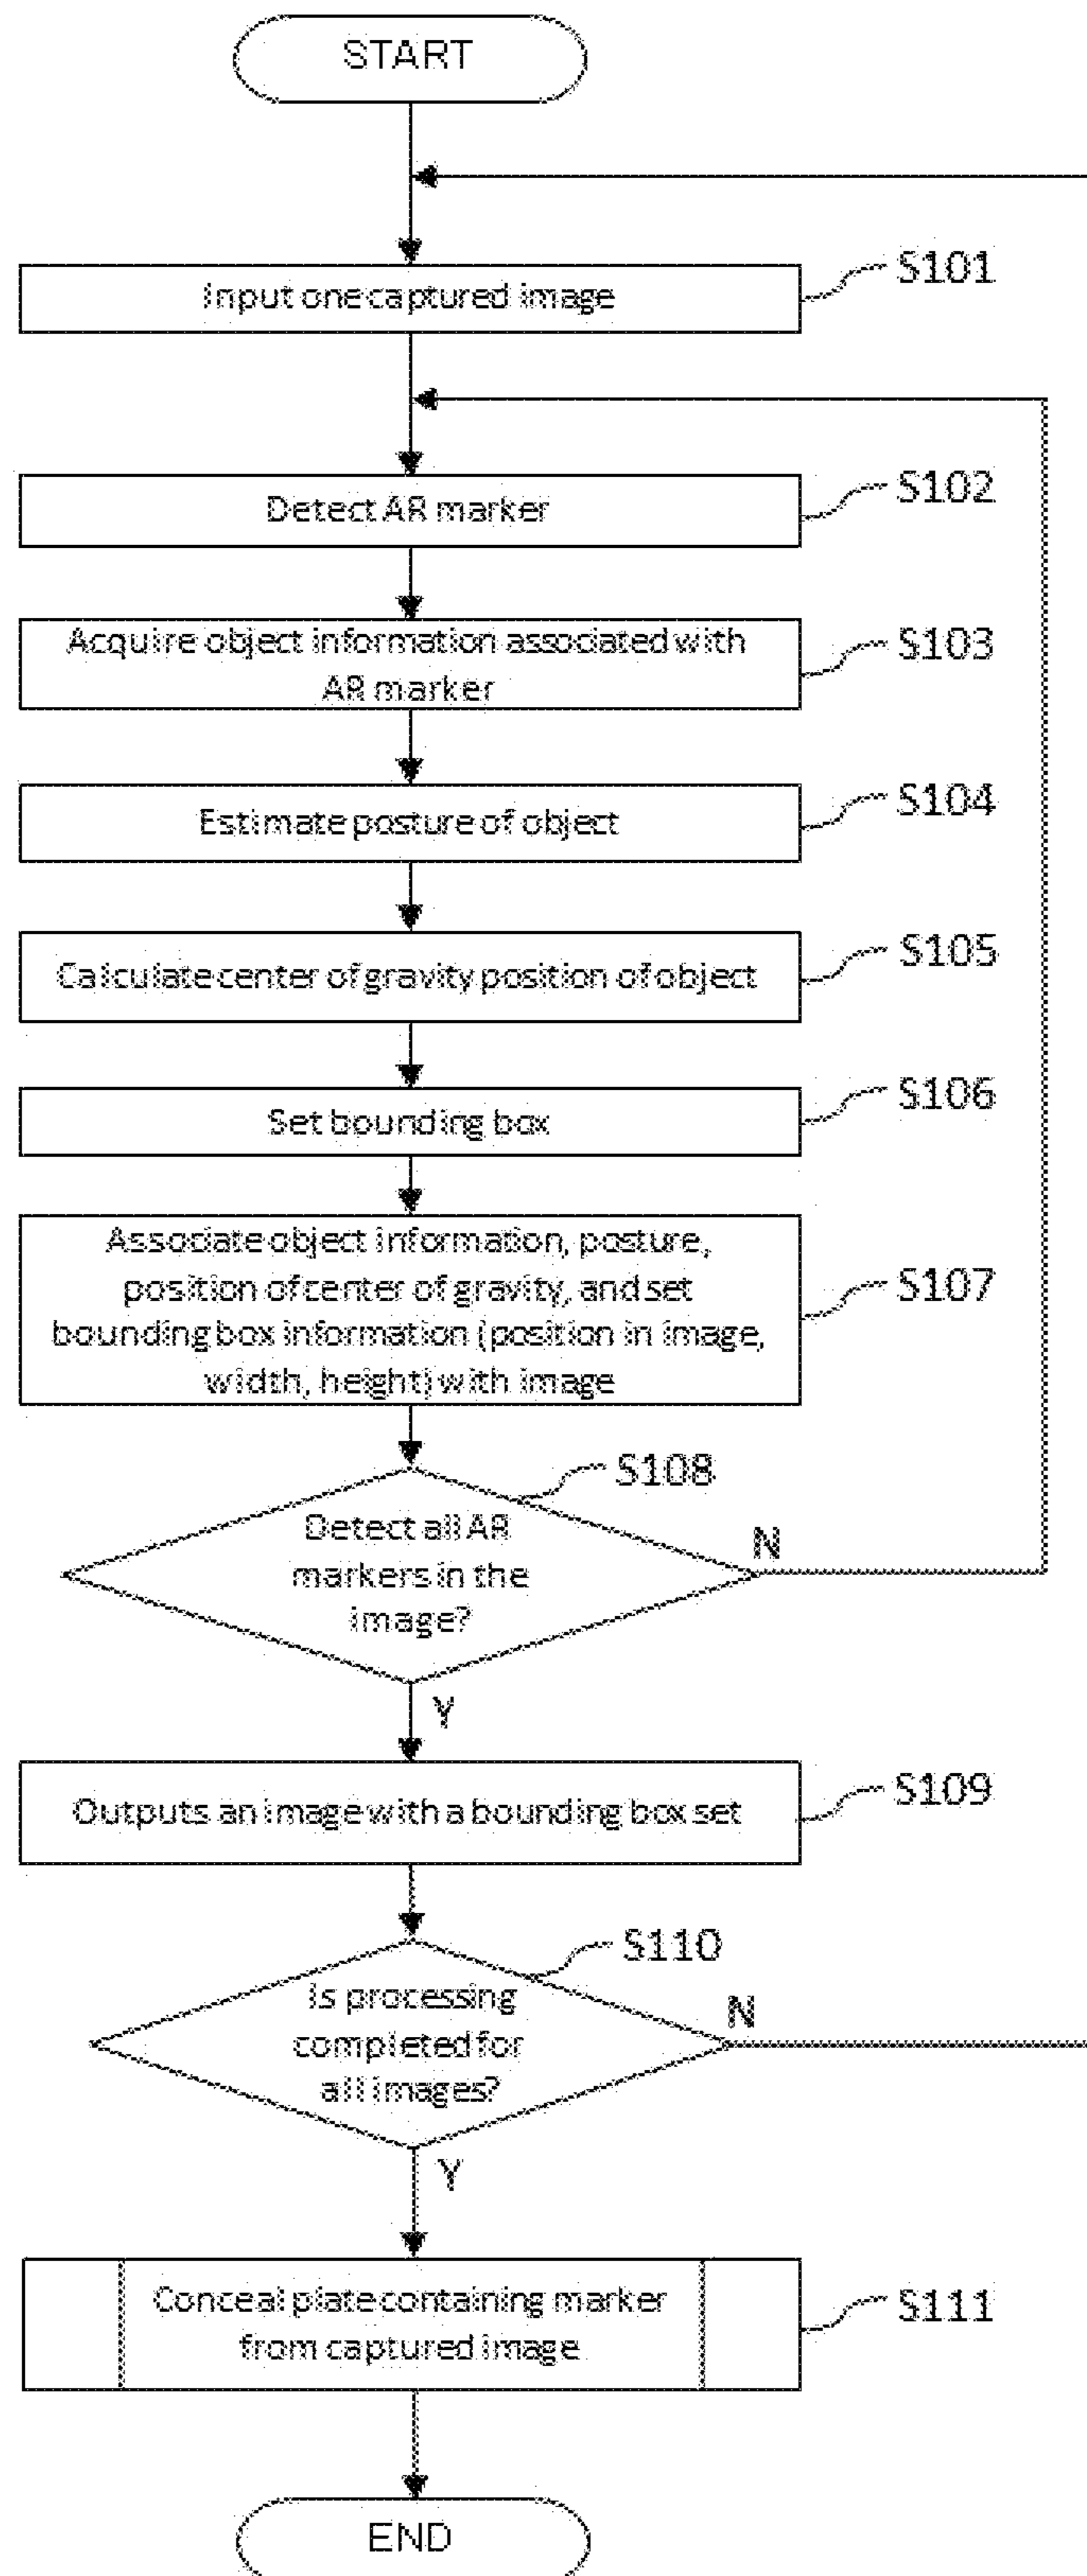 START
Input one captured image
S101
Detect AR marker
S102
Acquire object information associated with
AR marker
S103
Estimate posture of object
S104
Calculate center of gravity position of object
S105
Set bounding box
S106
Associate object information, posture,
position of center of gravity, and set
bounding box information (position in image,
width, height) with image
S107
S108
Detect all AR
markers in the
image?
N
Y
Outputs an image with a bounding box set
S109
S110
Is processing
completed for
all images?
N
Y
Conceal plate containing marker
from captured image
S111
END